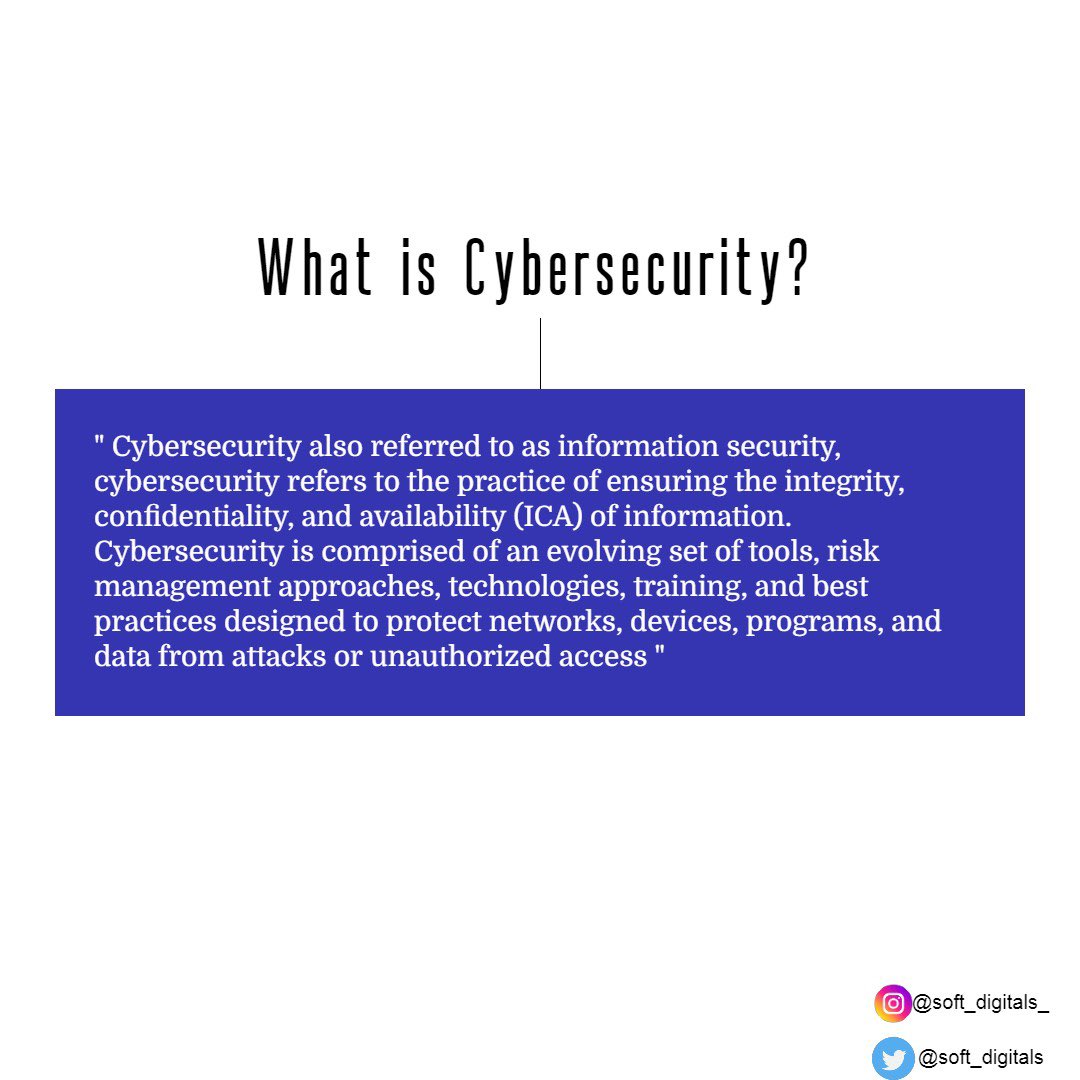 What is Cybersecurity?
" Cybersecurity also referred to as information security,
cybersecurity refers to the practice of ensuring the integrity,
confidentiality, and availability (ICA) of information.
Cybersecurity is comprised of an evolving set of tools, risk
management approaches, technologies, training, and best
practices designed to protect networks, devices, programs, and
data from attacks or unauthorized access "
@soft_digitals_
@soft_digitals